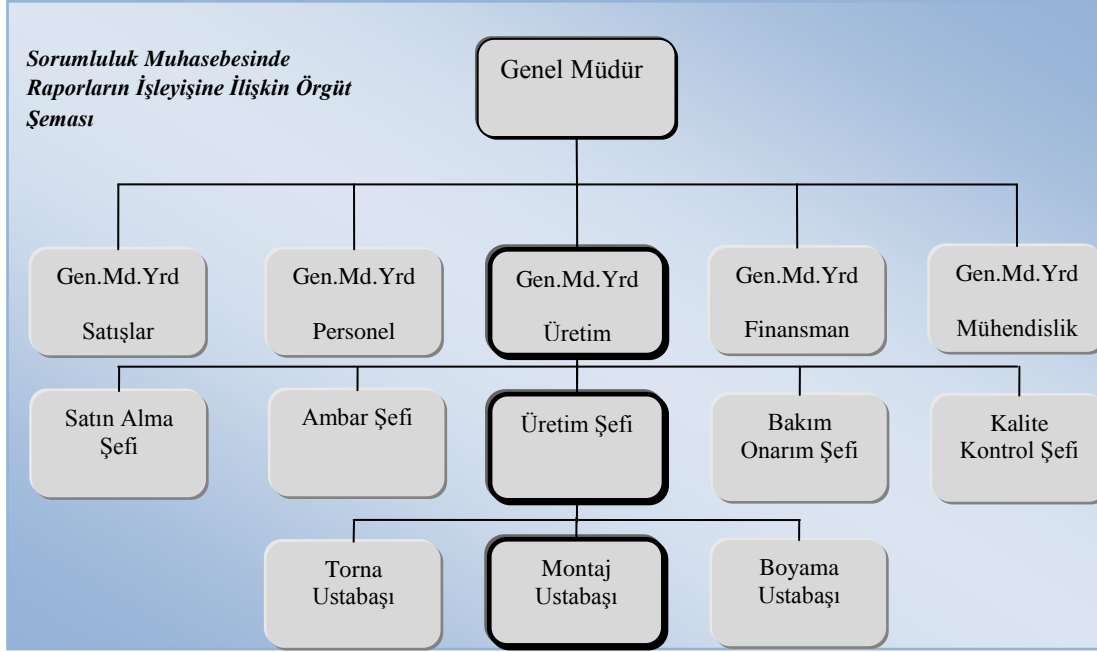 Sorumluluk Muhasebesinde
Raporların İşleyişine İlişkin Örgüt
Şeması
Genel Müdür
Gen.Md.Yrd
Satışlar
Gen.Md.Yrd
Personel
Gen.Md.Yrd
Üretim
Gen.Md.Yrd
Finansman
Gen.Md.Yrd
Mühendislik
Satın Alma
Şefi
Ambar Şefi
Üretim Şefi
Bakım
Onarım Şefi
Kalite
Kontrol Şefi
Torna
Ustabaşı
Montaj
Ustabaşı
Boyama
Ustabaşı